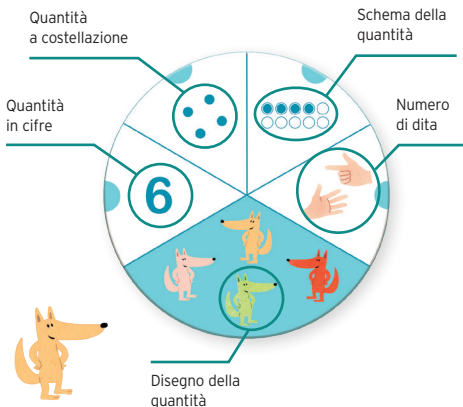 Quantità
a costellazione
Schema della
quantità
Quantità
in cifre
Numero
di dita
6
Disegno della
quantità